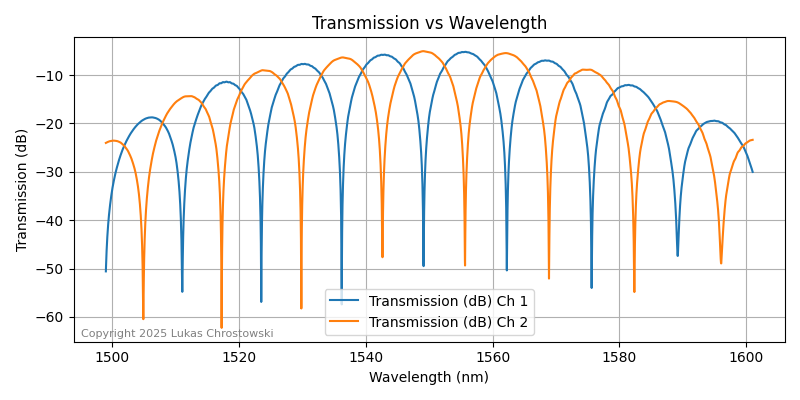 Transmission vs Wavelength
Transmission (dB)
−10
−20
−30
−40
−50
−60
Transmission (dB) Ch 1
Transmission (dB) Ch 2
Copyright 2025 Lukas Chrostowski
1500
1520
1540
1560
1580
1600
Wavelength (nm)